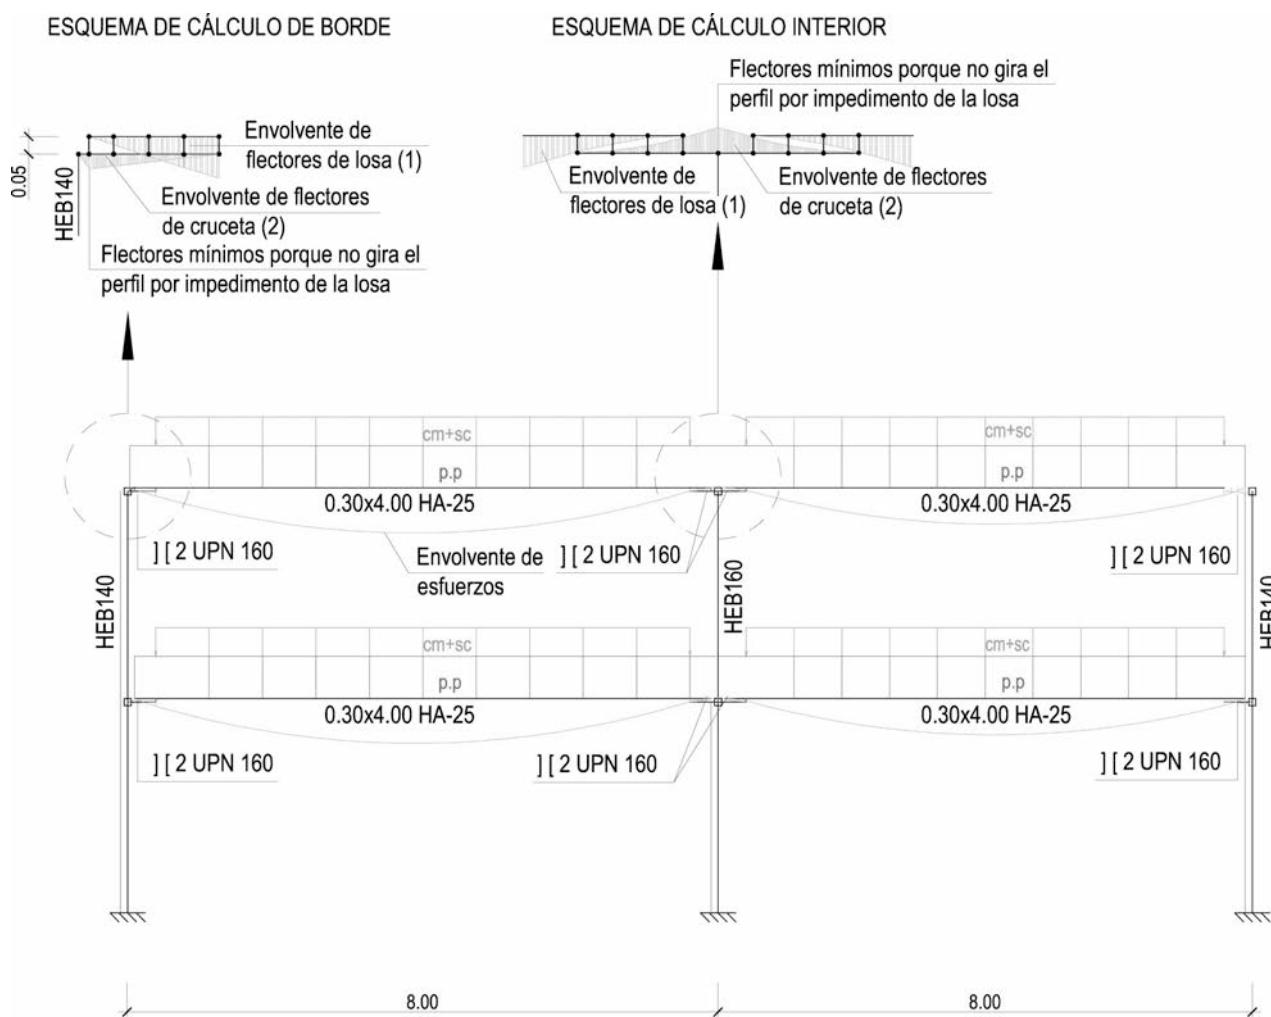 ESQUEMA DE CÁLCULO DE BORDE
ESQUEMA DE CÁLCULO INTERIOR
Flectores mínimos porque no gira el
perfil por impedimento de la losa
Envolvente de
flectores de losa (1)
0.05
HEB140
Envolvente de flectores
de cruceta (2)
Flectores mínimos porque no gira el
perfil por impedimento de la losa
Envolvente de
flectores de losa (1)
Envolvente de flectores
de cruceta (2)
cm+sc
cm+sc
p.p
p.p
0.30x4.00 HA-25
0.30x4.00 HA-25
] [ 2 UPN 160
Envolvente de
esfuerzos
] [ 2 UPN 160
] [ 2 UPN 160
HEB140
HEB160
HEB140
cm+sc
cm+sc
p.p
p.p
0.30x4.00 HA-25
0.30x4.00 HA-25
] [ 2 UPN 160
] [ 2 UPN 160
] [ 2 UPN 160
8.00
8.00